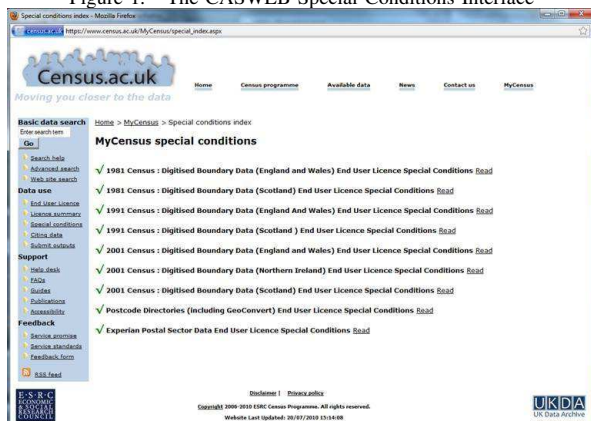 Figure 1. The CASWEB Special Conditions Interface
Special conditions index - Mozilla Firefox
census.ac.uk https://www.census.ac.uk/MyCensus/special_index.aspx
Census.ac.uk
Moving you closer to the data
Home Census programme Available data News Contact us MyCensus
Basic data search
Enter search term
Go
Search help
Advanced search
Web site search
Data use
End User Licence
Licence summary
Special conditions
Citing data
Submit outputs
Support
Help desk
FAQs
Guides
Publications
Accessibility
Feedback
Service promise
Service standards
Feedback form
RSS feed
Home > MyCensus > Special conditions index
MyCensus special conditions
√ 1981 Census : Digitised Boundary Data (England and Wales) End User Licence Special Conditions Read
√ 1981 Census : Digitised Boundary Data (Scotland) End User Licence Special Conditions Read
√ 1991 Census : Digitised Boundary Data (England And Wales) End User Licence Special Conditions Read
√ 1991 Census : Digitised Boundary Data (Scotland ) End User Licence Special Conditions Read
√ 2001 Census : Digitised Boundary Data (England and Wales) End User Licence Special Conditions Read
√ 2001 Census : Digitised Boundary Data (Northern Ireland) End User Licence Special Conditions Read
√ 2001 Census : Digitised Boundary Data (Scotland) End User Licence Special Conditions Read
√ Postcode Directories (including GeoConvert) End User Licence Special Conditions Read
√ Experian Postal Sector Data End User Licence Special Conditions Read
Disclaimer | Privacy policy
Copyright 2006-2010 ESRC Census Programme. All rights reserved.
Website Last Updated: 20/07/2010 15:14:08
E·S·R·C
ECONOMIC
& SOCIAL
RESEARCH
COUNCIL
UKDA
UK Data Archive